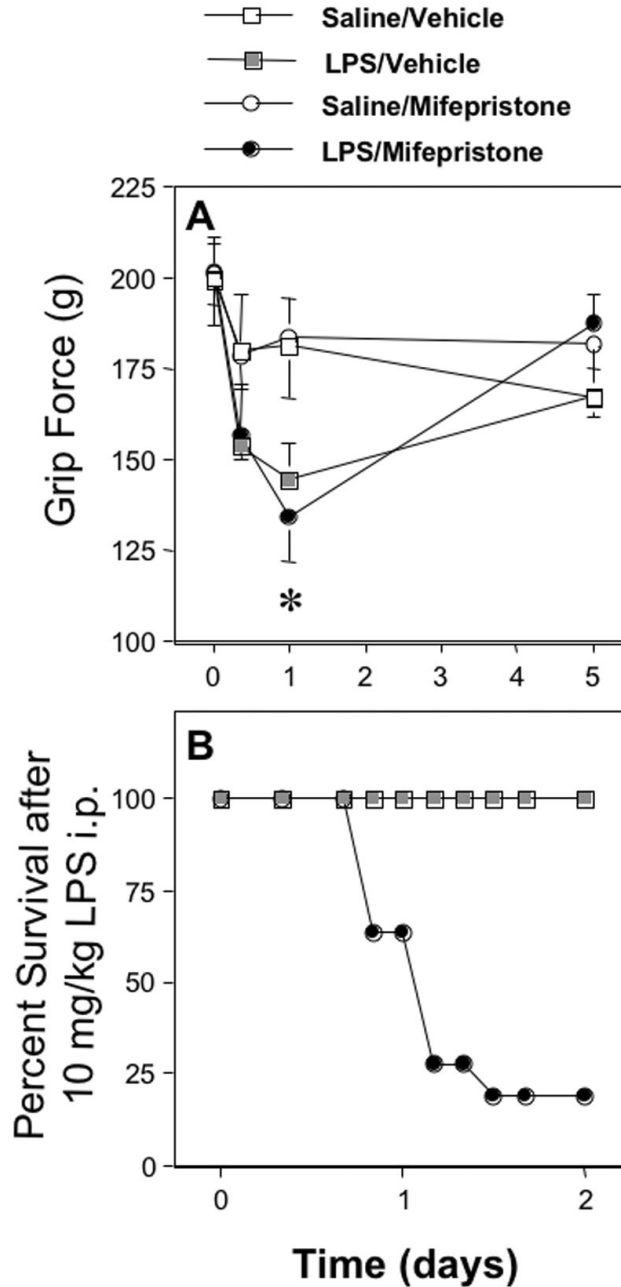 Saline/Vehicle
LPS/Vehicle
Saline/Mifepristone
LPS/Mifepristone
A
Grip Force (g)
225
200
175
150
125
100
*
0 1 2 3 4 5
B
Percent Survival after
10 mg/kg LPS i.p.
100
75
50
25
0
0 1 2
Time (days)